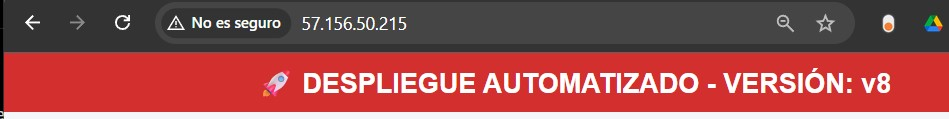 No es seguro 57.156.50.215
🚀 DESPLIEGUE AUTOMATIZADO - VERSIÓN: v8